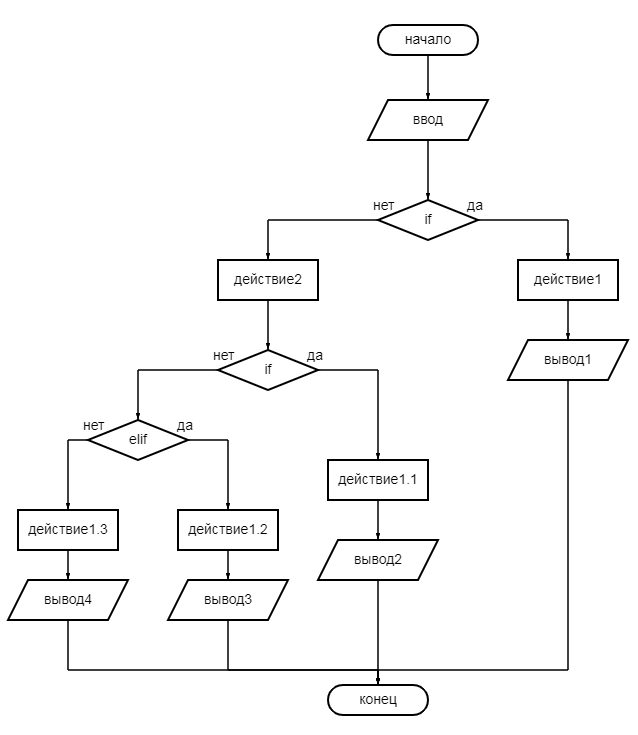 начало
ввод
нет
да
if
действие2
действие1
нет
да
if
вывод1
нет
да
elif
действие1.1
действие1.3
действие1.2
вывод2
вывод4
вывод3
конец